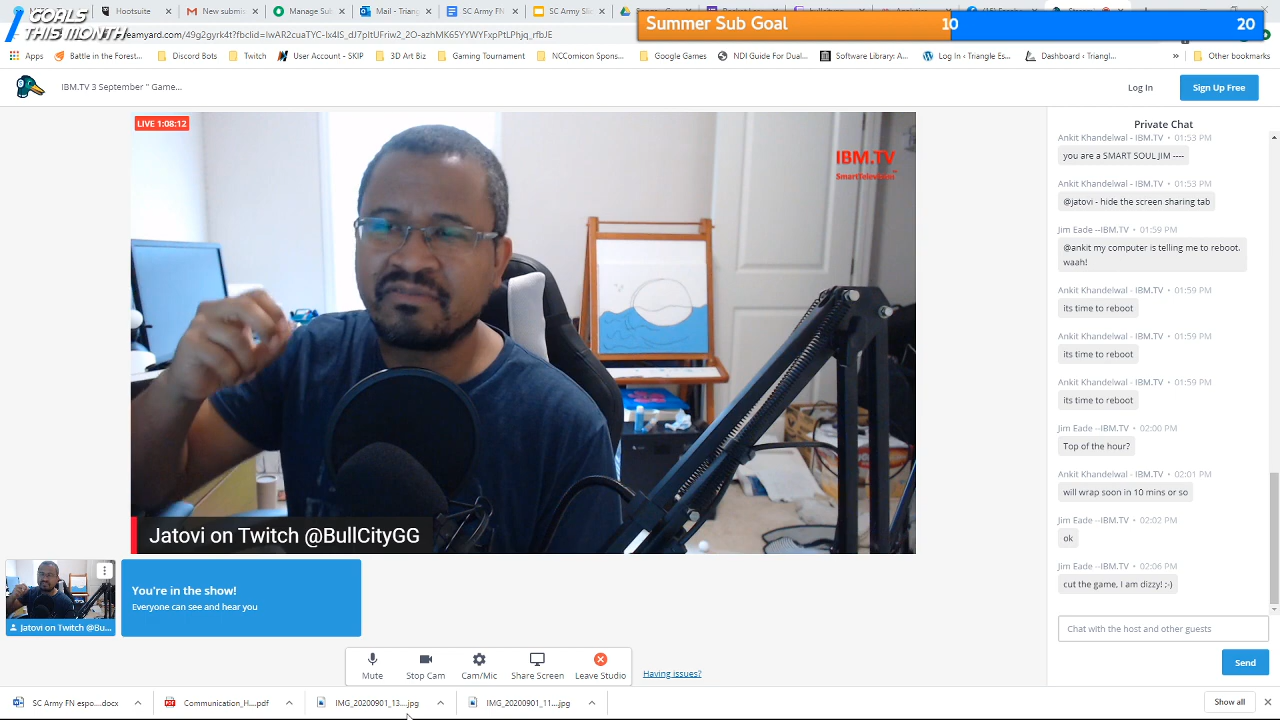 GOALS
THIS MONTH
Hootsuite
New submi
Manage Su
Mail - Triang
SC Army FN
SC Army Sli
Summer Sub Goal
10
20
eemyard.com/
Apps
Battle in the Innest...
Discord Bots
Twitch
User Account - SKIP
3D Art Biz
Gaming Tournament
NCComicon Spons...
Google Games
NDI Guide For Dual...
Software Library: A...
Log In ‹ Triangle Es...
Dashboard ‹ Triangl...
»
Other bookmarks
IBM.TV 3 September " Game...
Log In
Sign Up Free
LIVE 1:08:12
IBM.TV
SmartTelevision
Jatovi on Twitch @BullCityGG
Private Chat
Ankit Khandelwal - IBM.TV • 01:53 PM
you are a SMART SOUL JIM ----
Ankit Khandelwal - IBM.TV • 01:53 PM
@jatovi - hide the screen sharing tab
Jim Eade --IBM.TV • 01:59 PM
@ankit my computer is telling me to reboot.
waah!
Ankit Khandelwal - IBM.TV • 01:59 PM
its time to reboot
Ankit Khandelwal - IBM.TV • 01:59 PM
its time to reboot
Ankit Khandelwal - IBM.TV • 01:59 PM
its time to reboot
Jim Eade --IBM.TV • 02:00 PM
Top of the hour?
Ankit Khandelwal - IBM.TV • 02:01 PM
will wrap soon in 10 mins or so
Jim Eade --IBM.TV • 02:02 PM
ok
Jim Eade --IBM.TV • 02:06 PM
cut the game, I am dizzy! ;-)
Chat with the host and other guests
Send
Jatovi on Twitch @Bu...
You're in the show!
Everyone can see and hear you
Mute
Stop Cam
Cam/Mic
Share Screen
Leave Studio
Having issues?
SC Army FN espo....docx
Communication_H....pdf
IMG_20200901_13....jpg
IMG_20200901_11....jpg
Show all